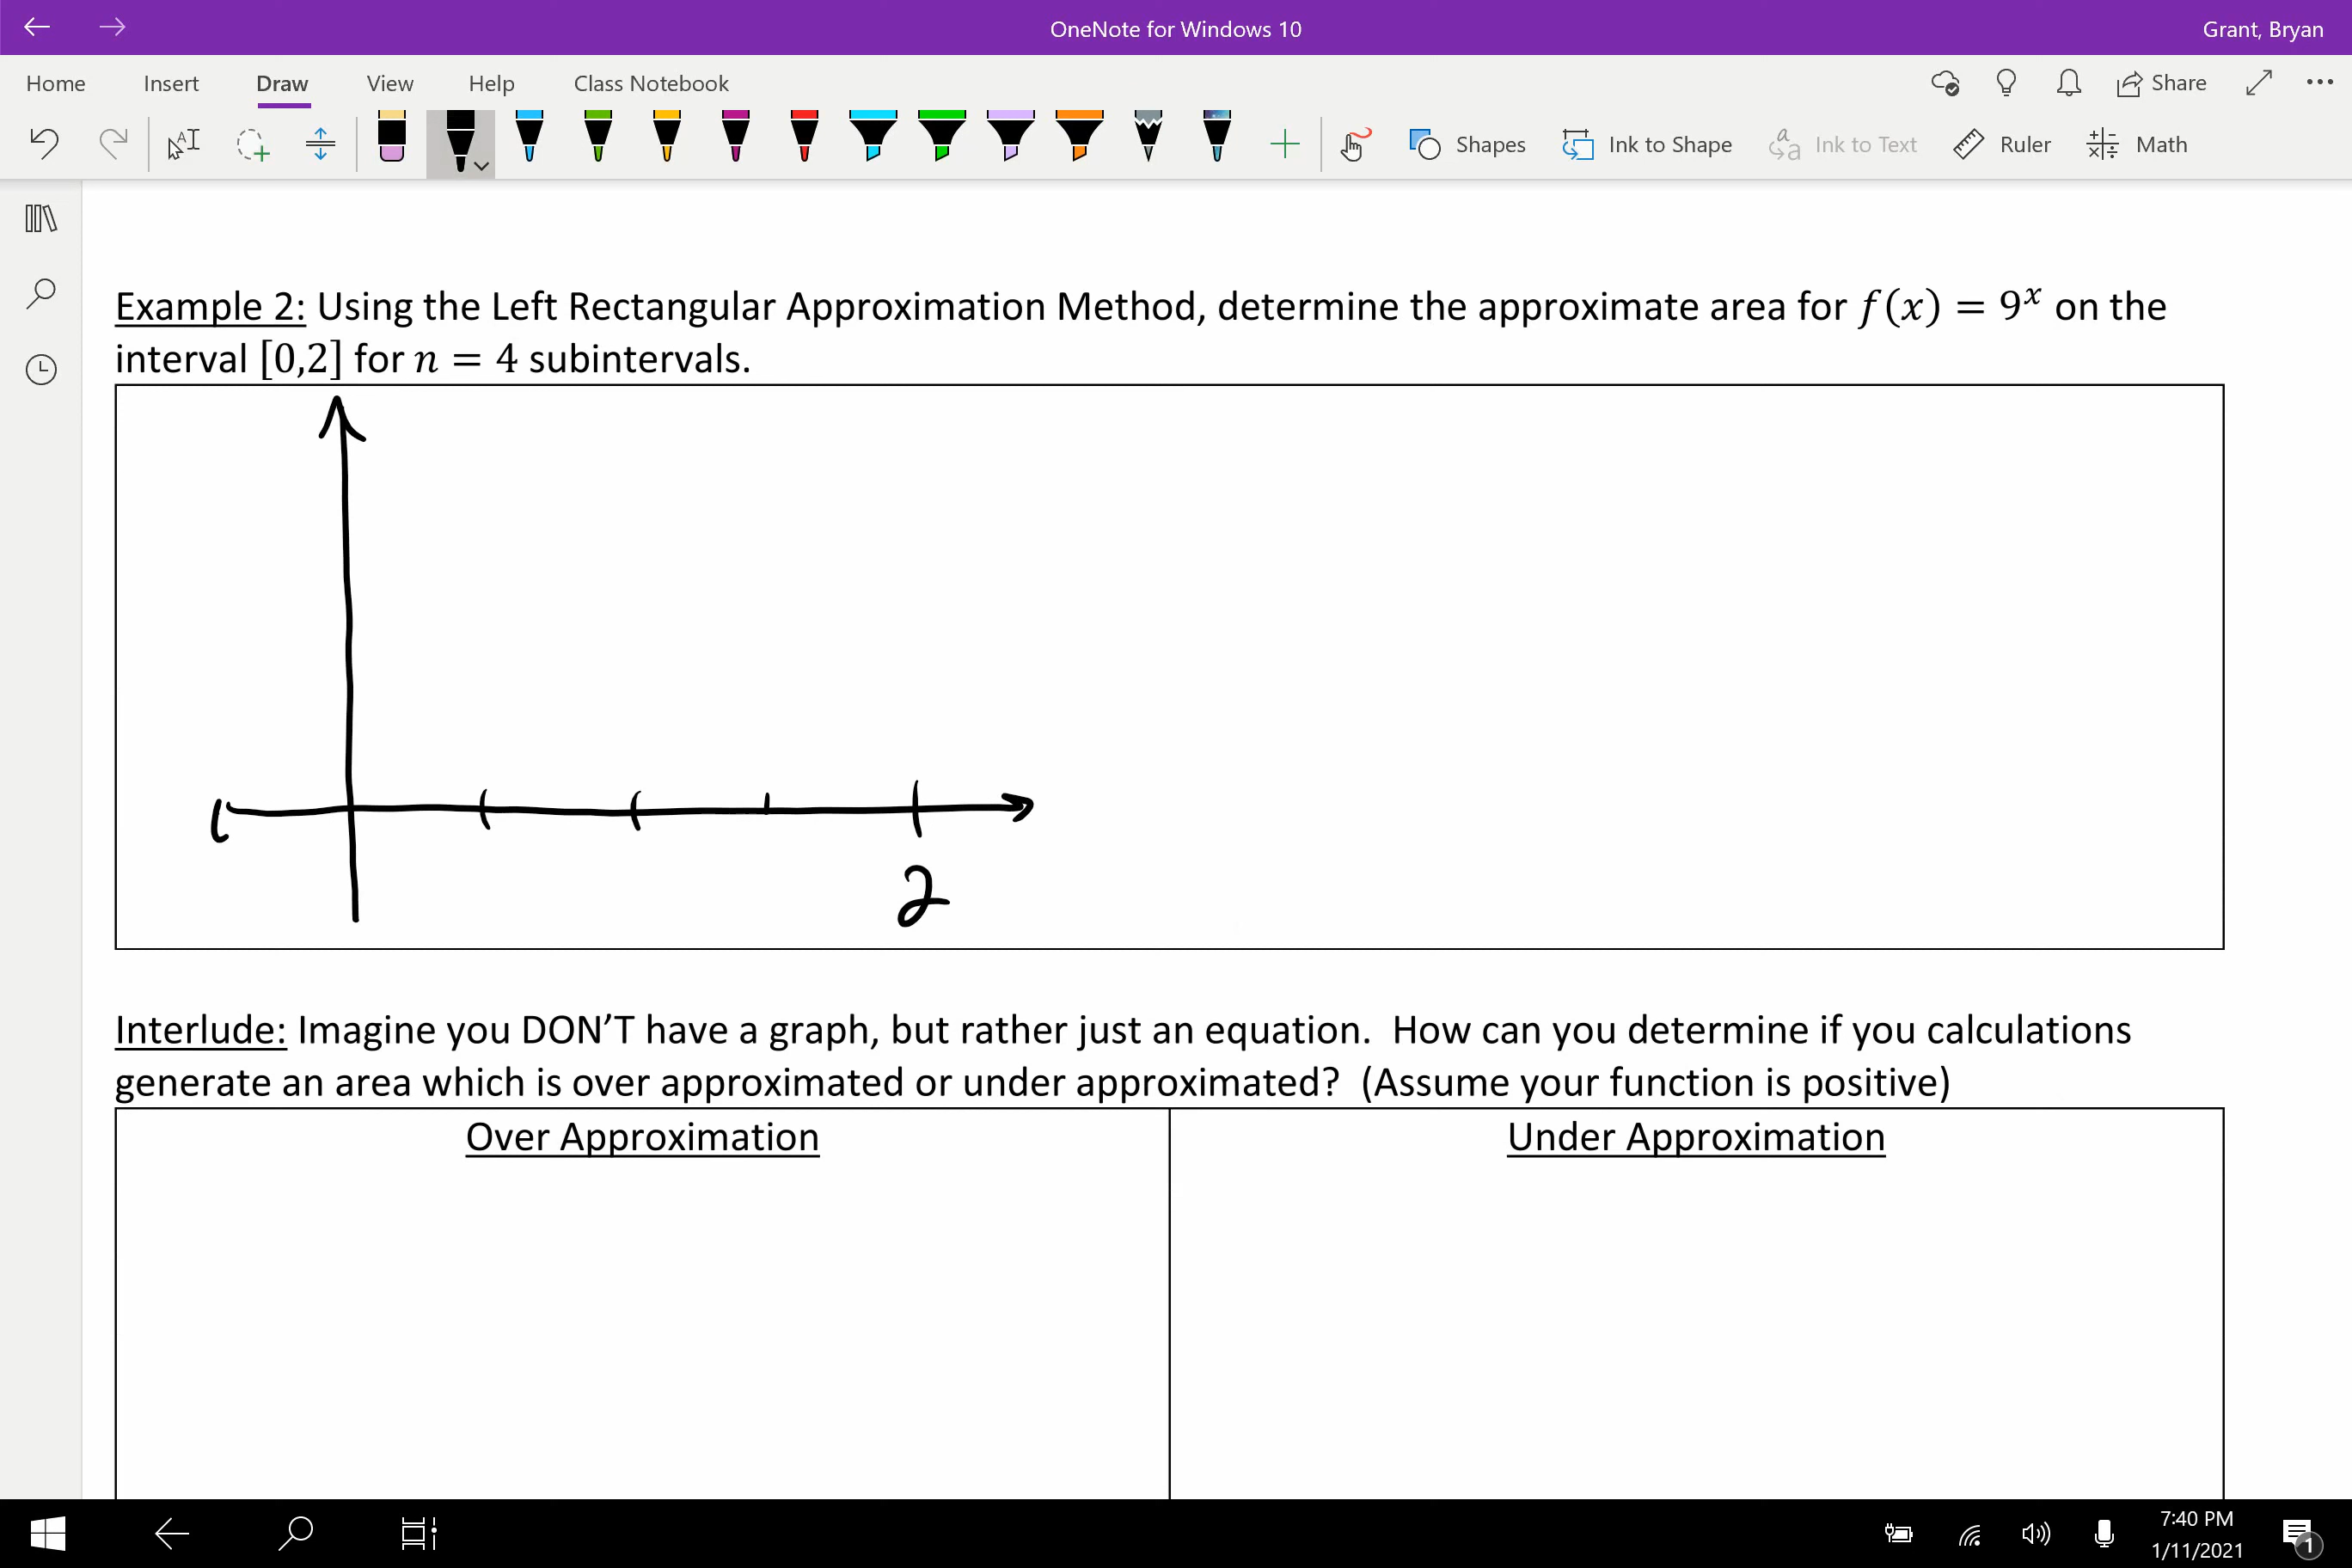 OneNote for Windows 10
Grant, Bryan
Home Insert Draw View Help Class Notebook Share
Shapes Ink to Shape Ink to Text Ruler Math
Example 2: Using the Left Rectangular Approximation Method, determine the approximate area for f(x) = 9ˣ on the
interval [0,2] for n = 4 subintervals.
2
Interlude: Imagine you DON’T have a graph, but rather just an equation. How can you determine if you calculations
generate an area which is over approximated or under approximated? (Assume your function is positive)
Over Approximation
Under Approximation
7:40 PM
1/11/2021
1